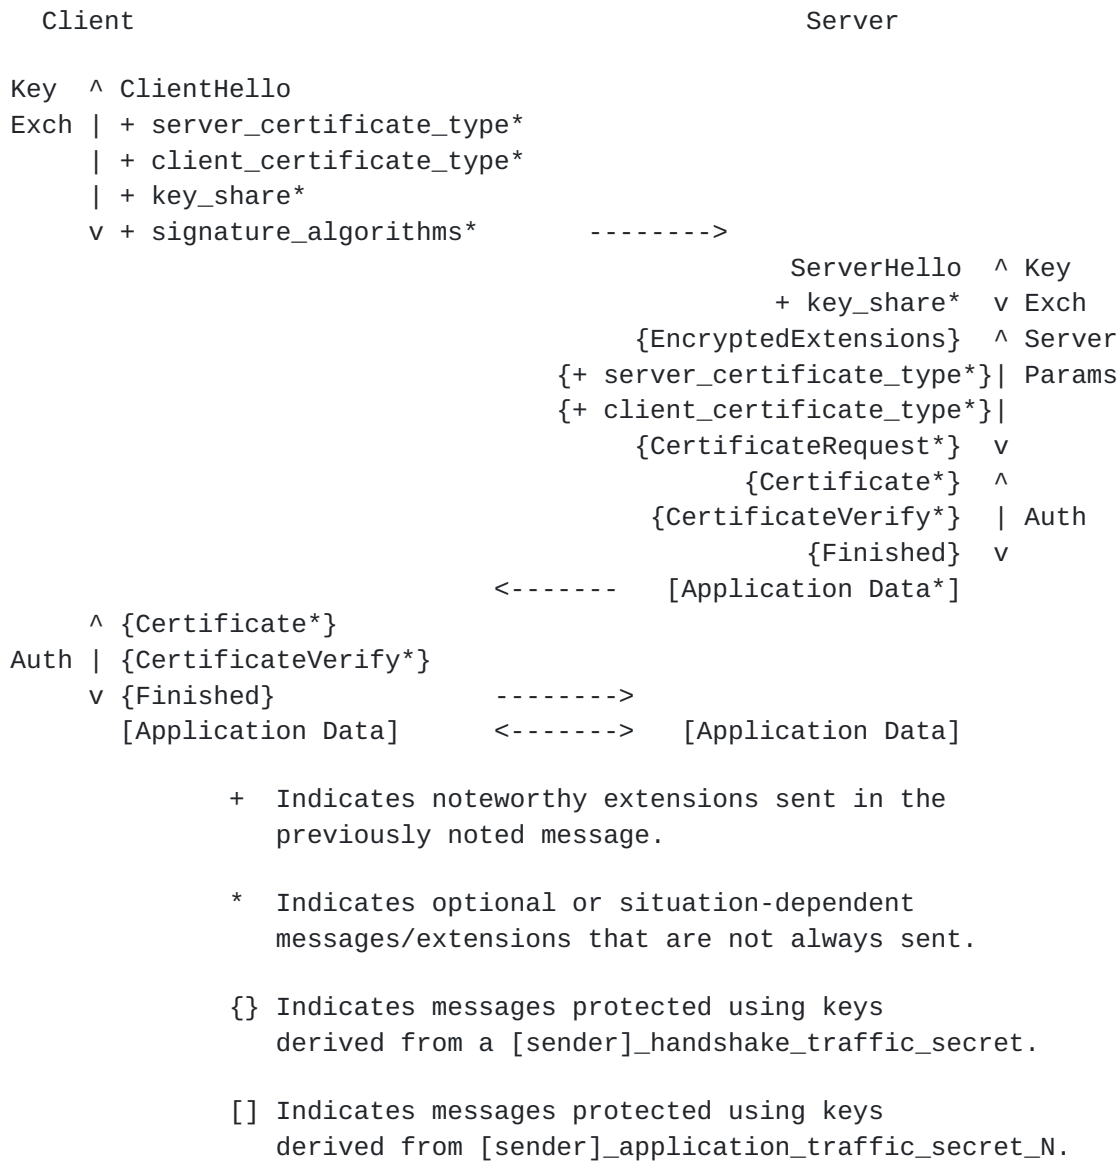 Client                                           Server

Key  ^ ClientHello
Exch | + server_certificate_type*
     | + client_certificate_type*
     | + key_share*
     v + signature_algorithms*       -------->
                                                  ServerHello  ^ Key
                                                 + key_share*  v Exch
                                        {EncryptedExtensions}  ^ Server
                                   {+ server_certificate_type*}| Params
                                   {+ client_certificate_type*}|
                                        {CertificateRequest*}  v
                                               {Certificate*}  ^
                                         {CertificateVerify*}  | Auth
                                                   {Finished}  v
                               <-------   [Application Data*]
     ^ {Certificate*}
Auth | {CertificateVerify*}
     v {Finished}              -------->
       [Application Data]      <------->   [Application Data]

              +  Indicates noteworthy extensions sent in the
                 previously noted message.

              *  Indicates optional or situation-dependent
                 messages/extensions that are not always sent.

              {} Indicates messages protected using keys
                 derived from a [sender]_handshake_traffic_secret.

              [] Indicates messages protected using keys
                 derived from [sender]_application_traffic_secret_N.